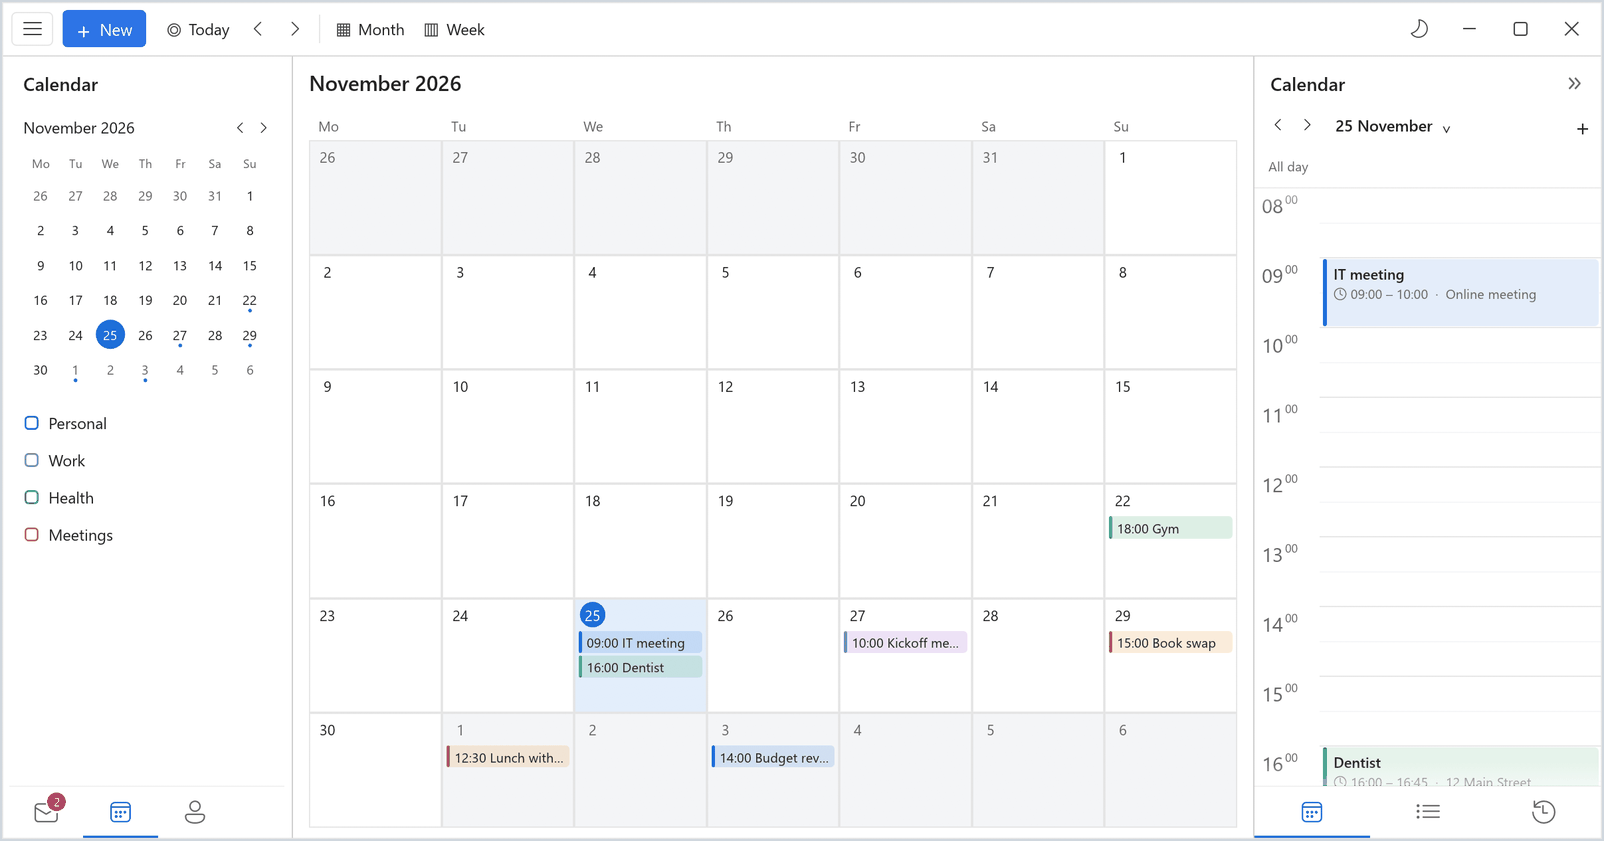 New
Today
Month
Week
Calendar
November 2026
Mo Tu We Th Fr Sa Su
26 27 28 29 30 31 1
2 3 4 5 6 7 8
9 10 11 12 13 14 15
16 17 18 19 20 21 22
23 24 25 26 27 28 29
30 1 2 3 4 5 6
Personal
Work
Health
Meetings
2
November 2026
Mo Tu We Th Fr Sa Su
26 27 28 29 30 31 1
2 3 4 5 6 7 8
9 10 11 12 13 14 15
16 17 18 19 20 21 22
18:00 Gym
23 24 25 26 27 28 29
09:00 IT meeting
16:00 Dentist
10:00 Kickoff me...
15:00 Book swap
30 1 2 3 4 5 6
12:30 Lunch with...
14:00 Budget rev...
Calendar
25 November
All day
08 00
09 00
IT meeting
09:00 – 10:00 · Online meeting
10 00
11 00
12 00
13 00
14 00
15 00
16 00
Dentist
16:00 – 16:45 · 12 Main Street